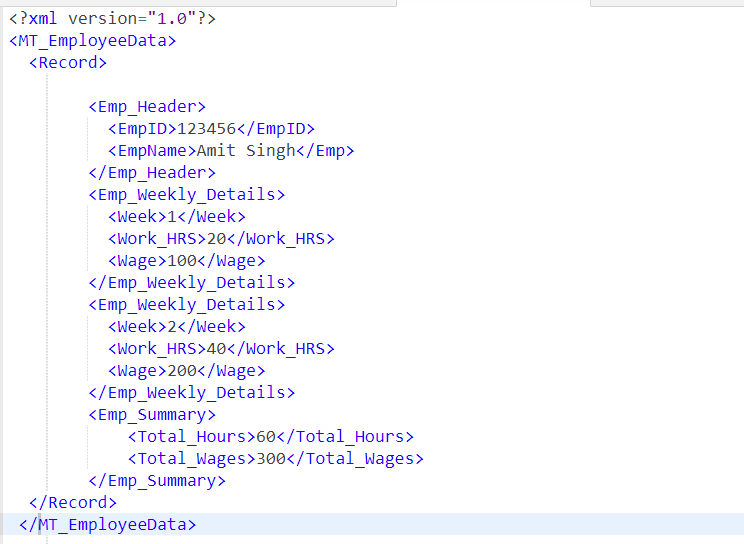 <?xml version="1.0"?>
<MT_EmployeeData>
<Record>
<Emp_Header>
<EmpID>123456</EmpID>
<EmpName>Amit Singh</Emp>
</Emp_Header>
<Emp_Weekly_Details>
<Week>1</Week>
<Work_HRS>20</Work_HRS>
<Wage>100</Wage>
</Emp_Weekly_Details>
<Emp_Weekly_Details>
<Week>2</Week>
<Work_HRS>40</Work_HRS>
<Wage>200</Wage>
</Emp_Weekly_Details>
<Emp_Summary>
<Total_Hours>60</Total_Hours>
<Total_Wages>300</Total_Wages>
</Emp_Summary>
</Record>
</MT_EmployeeData>